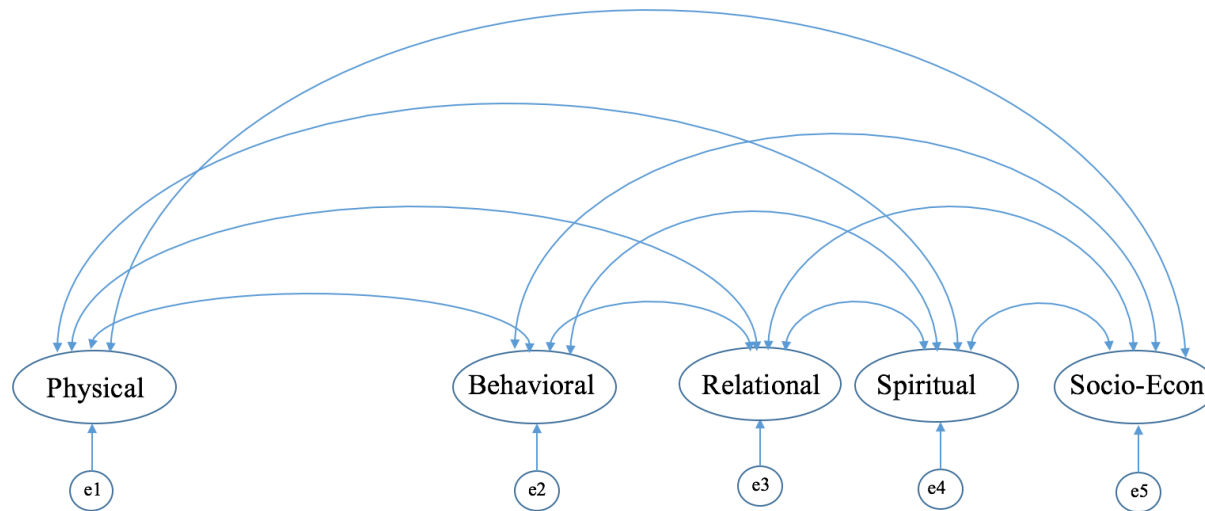 Physical
Behavioral
Relational
Spiritual
Socio-Econ
e1
e2
e3
e4
e5